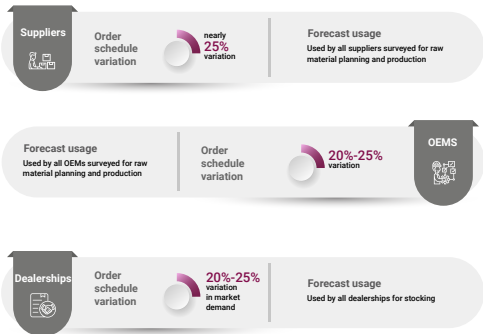 Suppliers
Order
schedule
variation
nearly
25%
variation
Forecast usage
Used by all suppliers surveyed for raw
material planning and production
Forecast usage
Used by all OEMs surveyed for raw
material planning and production
Order
schedule
variation
20%-25%
variation
OEMS
Dealerships
Order
schedule
variation
20%-25%
variation
in market
demand
Forecast usage
Used by all dealerships for stocking